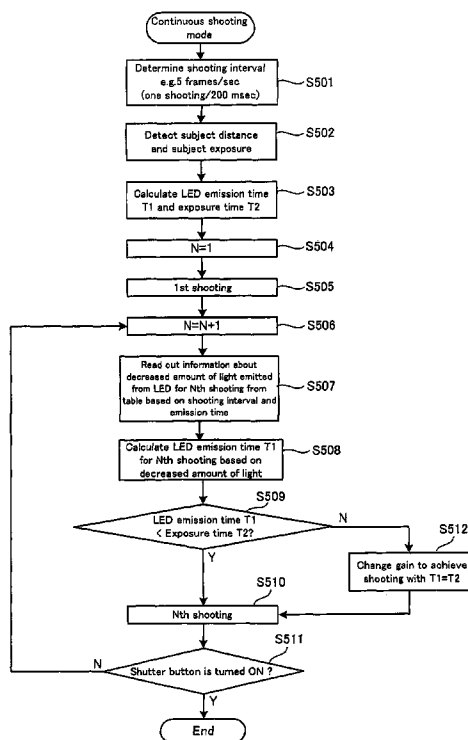 Continuous shooting
mode
Determine shooting interval
e.g.5 frames/sec
(one shooting/200 msec)
S501
Detect subject distance
and subject exposure
S502
Calculate LED emission time
T1 and exposure time T2
S503
N=1
S504
1st shooting
S505
N=N+1
S506
Read out information about
decreased amount of light emitted
from LED for Nth shooting from
table based on shooting interval and
emission time
S507
Calculate LED emission time T1
for Nth shooting based on
decreased amount of light
S508
S509
LED emission time T1
< Exposure time T2?
N
Y
S512
Change gain to achieve
shooting with T1=T2
S510
Nth shooting
S511
Shutter button is turned ON ?
N
Y
End